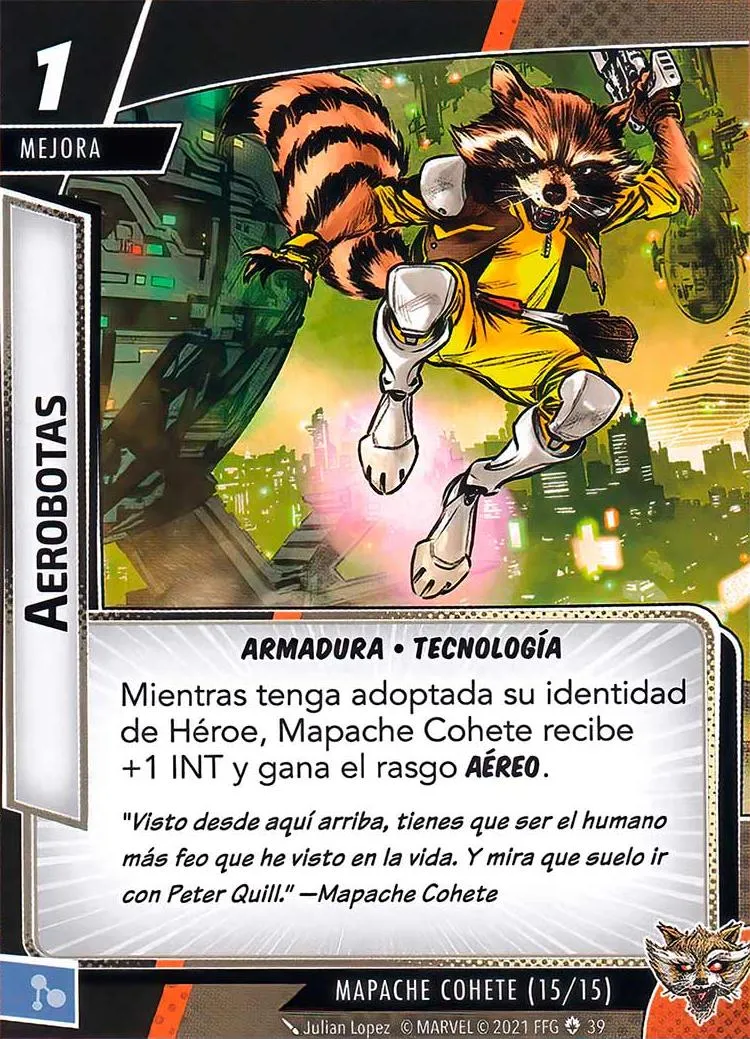 1
MEJORA
AEROBOTAS
ARMADURA • TECNOLOGÍA
Mientras tenga adoptada su identidad
de Héroe, Mapache Cohete recibe
+1 INT y gana el rasgo AÉREO.
"Visto desde aquí arriba, tienes que ser el humano
más feo que he visto en la vida. Y mira que suelo ir
con Peter Quill." —Mapache Cohete
MAPACHE COHETE (15/15)
Julian Lopez © MARVEL © 2021 FFG 39